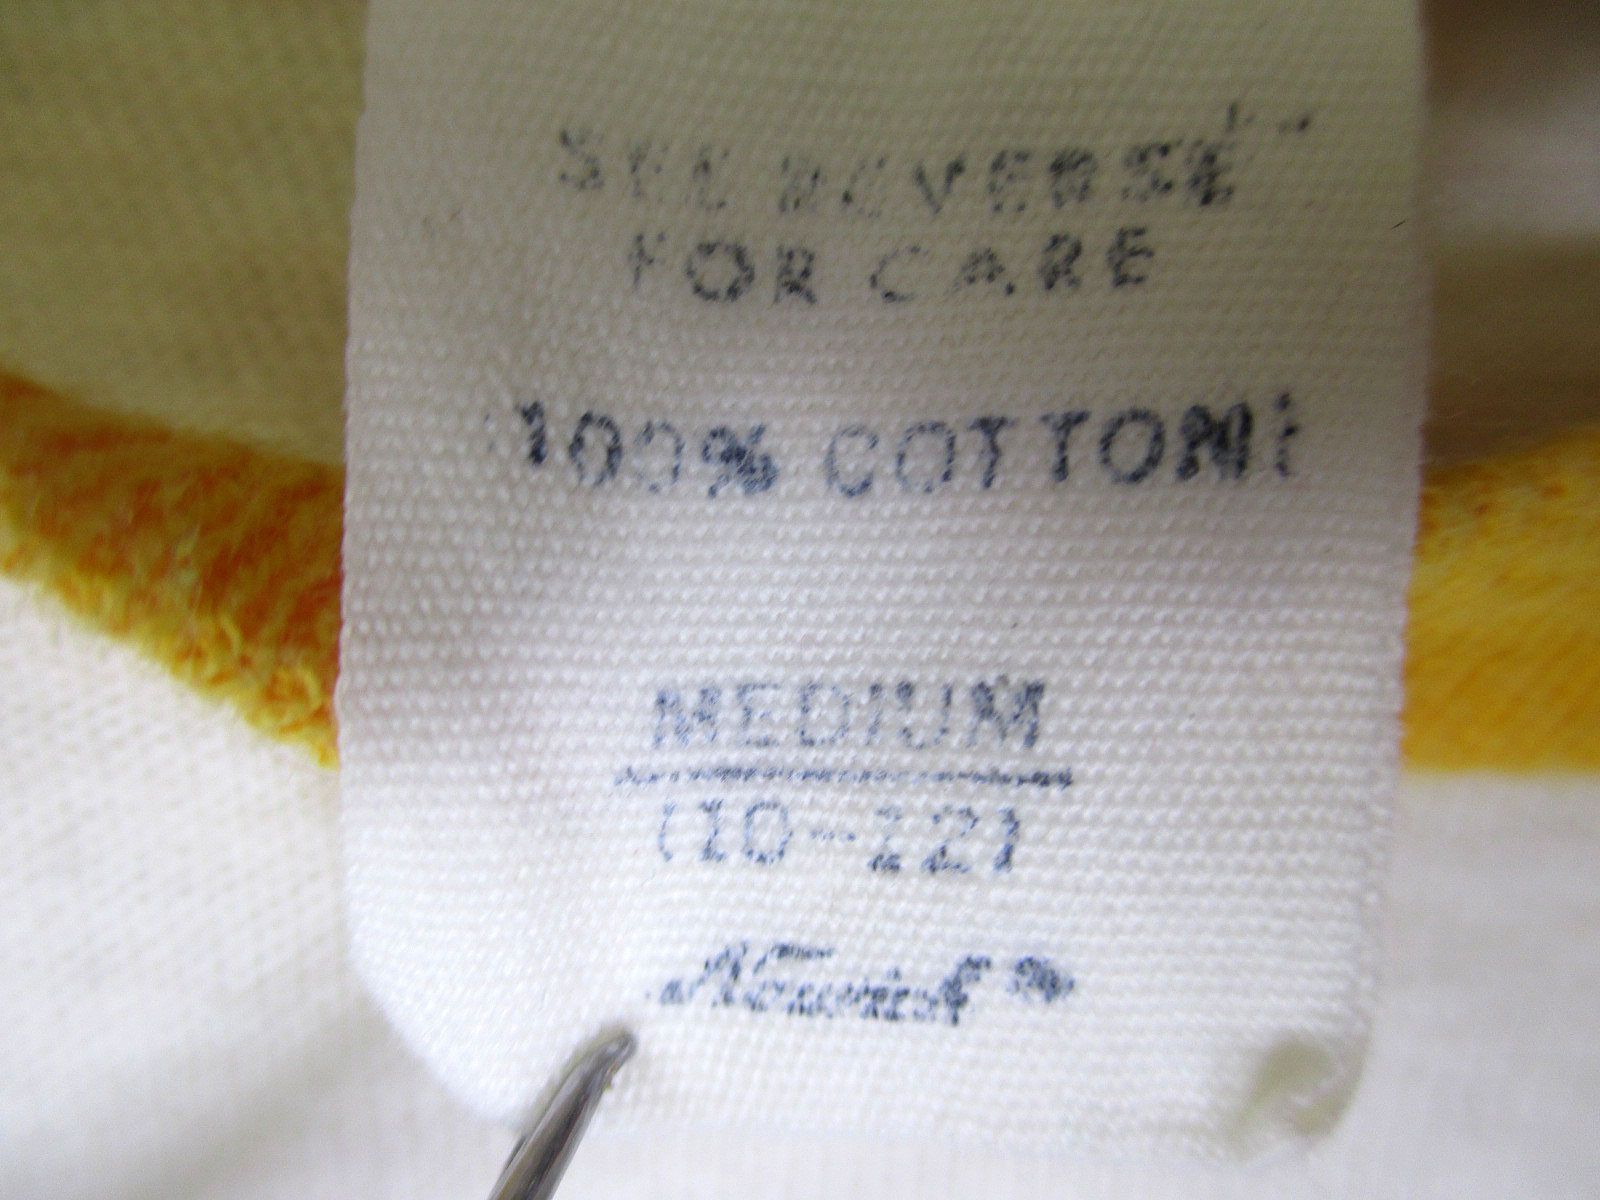 SEE REVERSE
FOR CARE
100% COTTON
MEDIUM
(10-12)